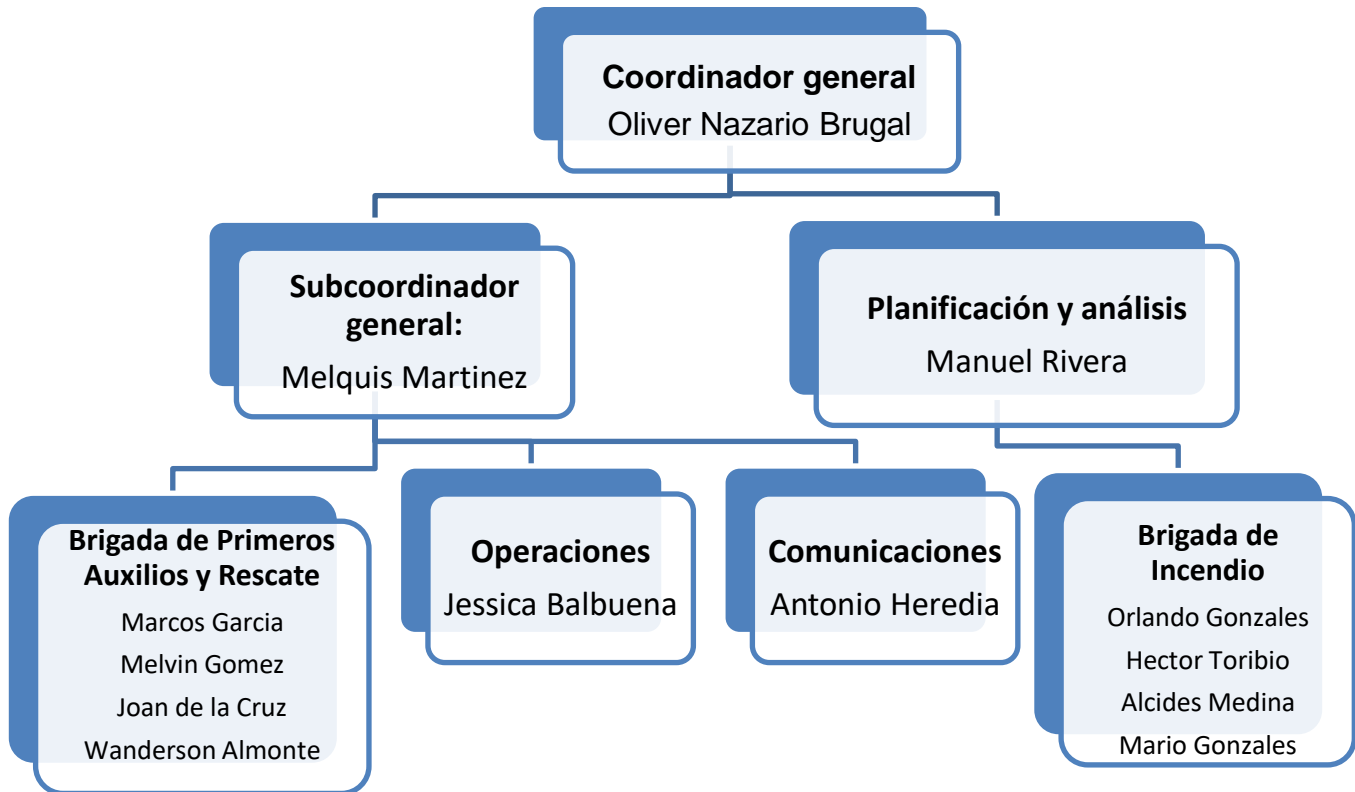 Coordinador general
Oliver Nazario Brugal
Subcoordinador
general:
Melquis Martinez
Planificación y análisis
Manuel Rivera
Brigada de Primeros
Auxilios y Rescate
Marcos Garcia
Melvin Gomez
Joan de la Cruz
Wanderson Almonte
Operaciones
Jessica Balbuena
Comunicaciones
Antonio Heredia
Brigada de
Incendio
Orlando Gonzales
Hector Toribio
Alcides Medina
Mario Gonzales